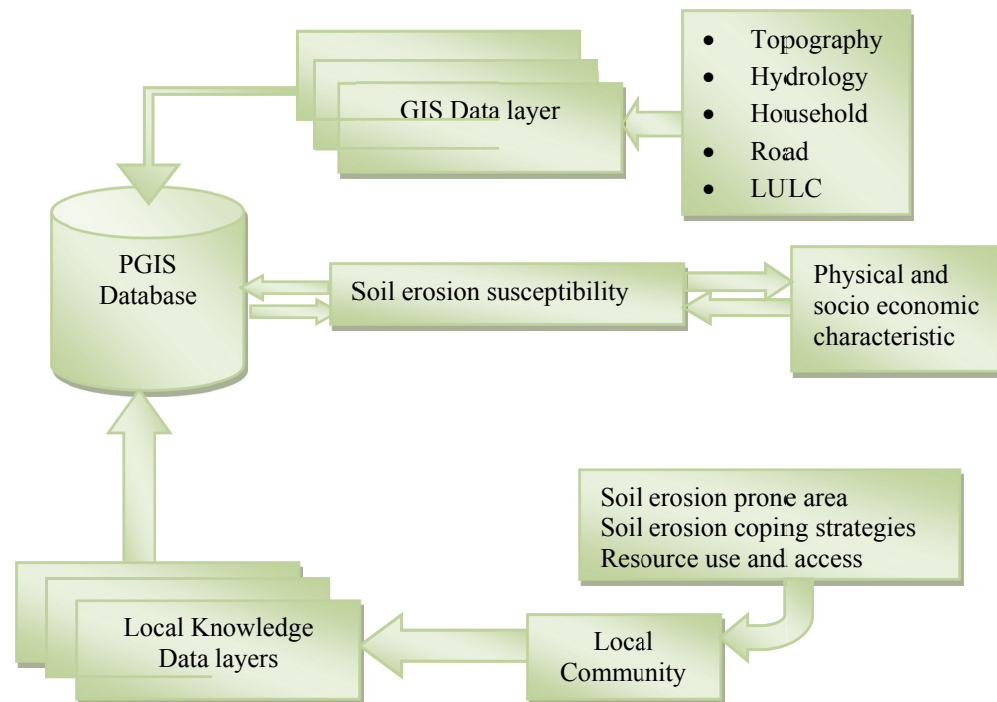 • Topography
• Hydrology
• Household
• Road
• LULC
GIS Data layer
PGIS
Database
Soil erosion susceptibility
Physical and
socio economic
characteristic
Soil erosion prone area
Soil erosion coping strategies
Resource use and access
Local Knowledge
Data layers
Local
Community